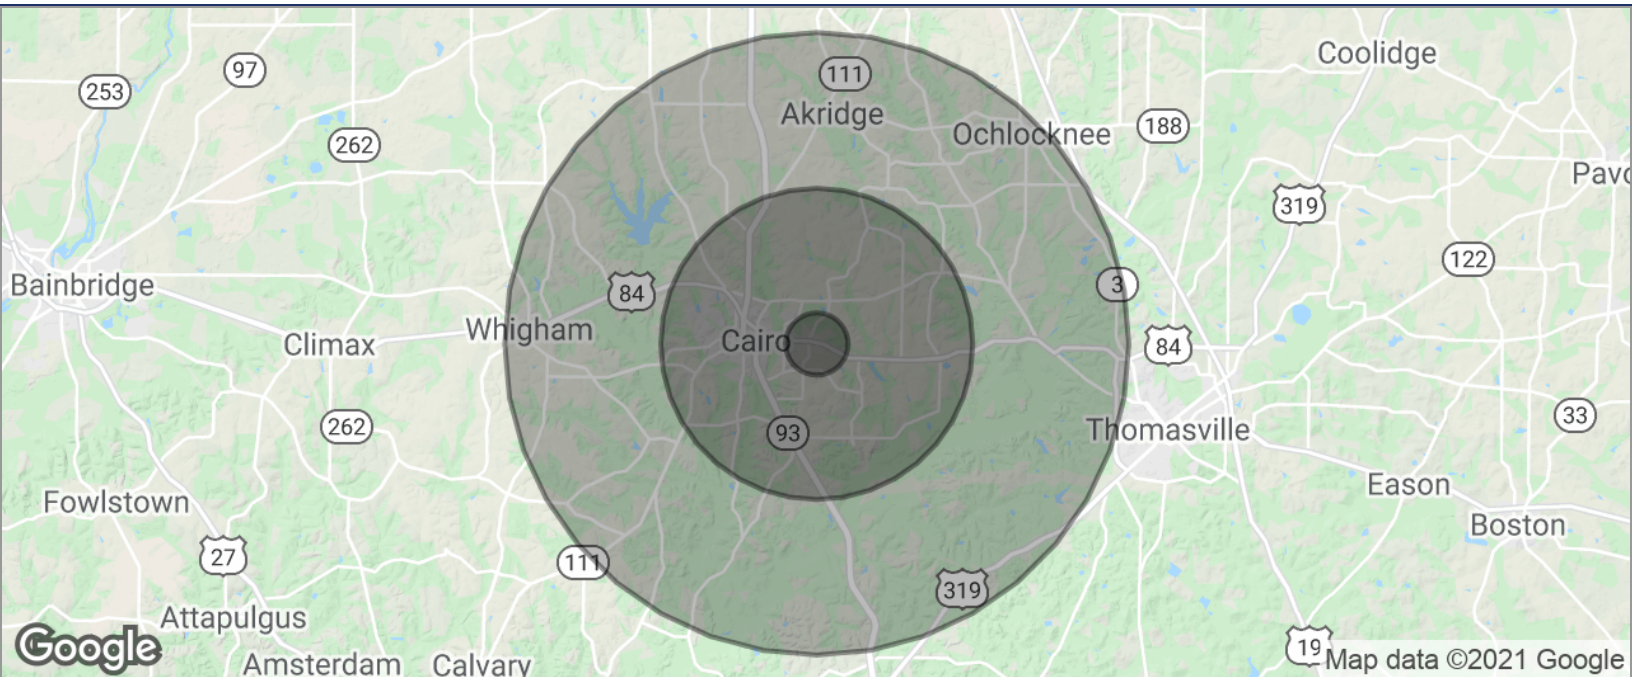 Coolidge
97
111
253
Akridge
188
Ochlocknee
262
Pavo
319
122
Bainbridge
3
84
Whigham
Cairo
Climax
84
33
262
93
Thomasville
Eason
Fowlstown
Boston
27
111
319
Attapulgus
Google
19
Amsterdam
Calvary
Map data ©2021 Google